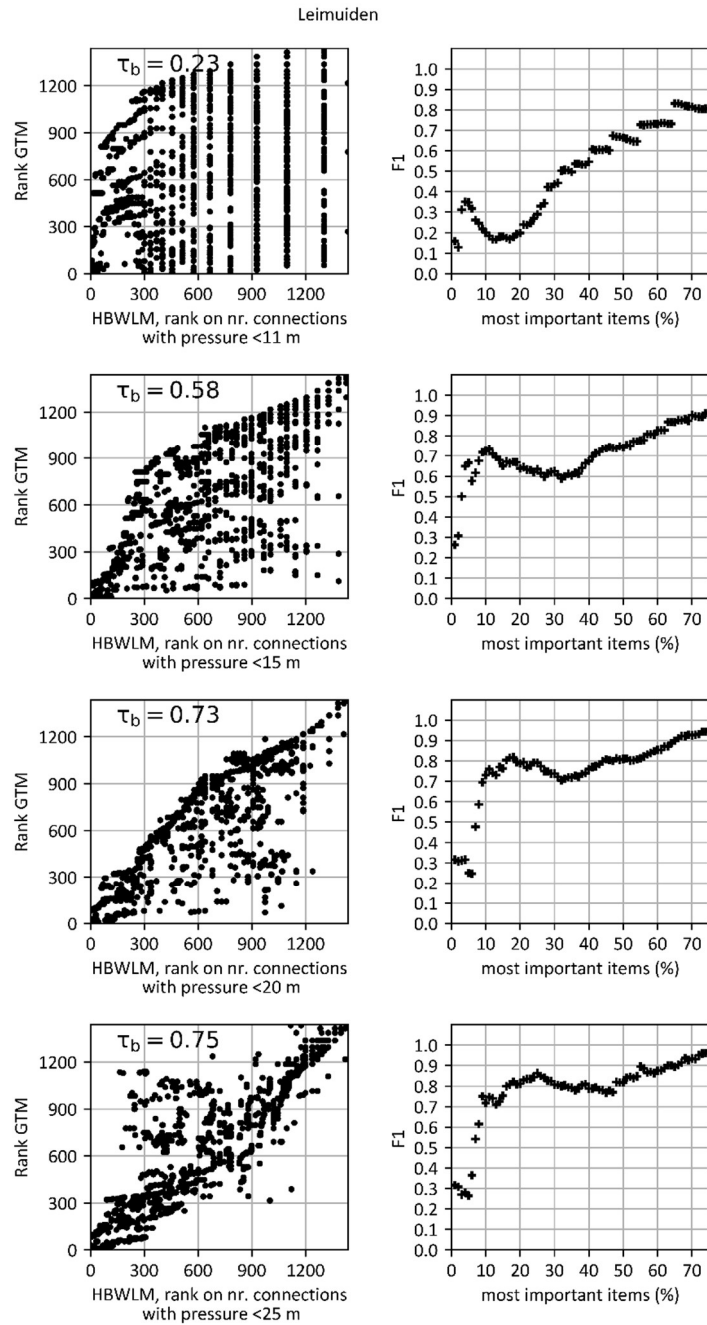 Leimuiden
τb = 0.23
Rank GTM
1200
900
600
300
0
0 300 600 900 1200
HBWLM, rank on nr. connections
with pressure <11 m
F1
1.0
0.9
0.8
0.7
0.6
0.5
0.4
0.3
0.2
0.1
0.0
0 10 20 30 40 50 60 70
most important items (%)
τb = 0.58
Rank GTM
1200
900
600
300
0
0 300 600 900 1200
HBWLM, rank on nr. connections
with pressure <15 m
F1
1.0
0.9
0.8
0.7
0.6
0.5
0.4
0.3
0.2
0.1
0.0
0 10 20 30 40 50 60 70
most important items (%)
τb = 0.73
Rank GTM
1200
900
600
300
0
0 300 600 900 1200
HBWLM, rank on nr. connections
with pressure <20 m
F1
1.0
0.9
0.8
0.7
0.6
0.5
0.4
0.3
0.2
0.1
0.0
0 10 20 30 40 50 60 70
most important items (%)
τb = 0.75
Rank GTM
1200
900
600
300
0
0 300 600 900 1200
HBWLM, rank on nr. connections
with pressure <25 m
F1
1.0
0.9
0.8
0.7
0.6
0.5
0.4
0.3
0.2
0.1
0.0
0 10 20 30 40 50 60 70
most important items (%)